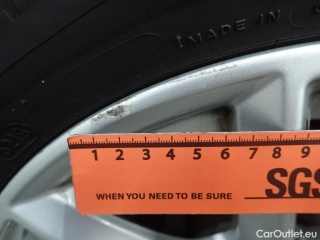 MADE IN
1 2 3 4 5 6 7 8 9
WHEN YOU NEED TO BE SURE
SGS
CarOutlet.eu